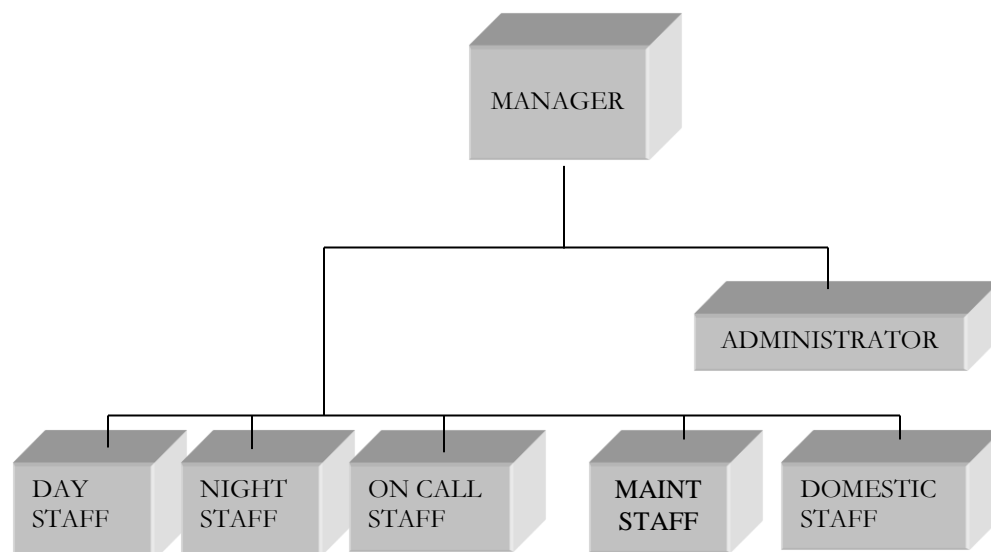 MANAGER
ADMINISTRATOR
DAY
STAFF
NIGHT
STAFF
ON CALL
STAFF
MAINT
STAFF
DOMESTIC
STAFF